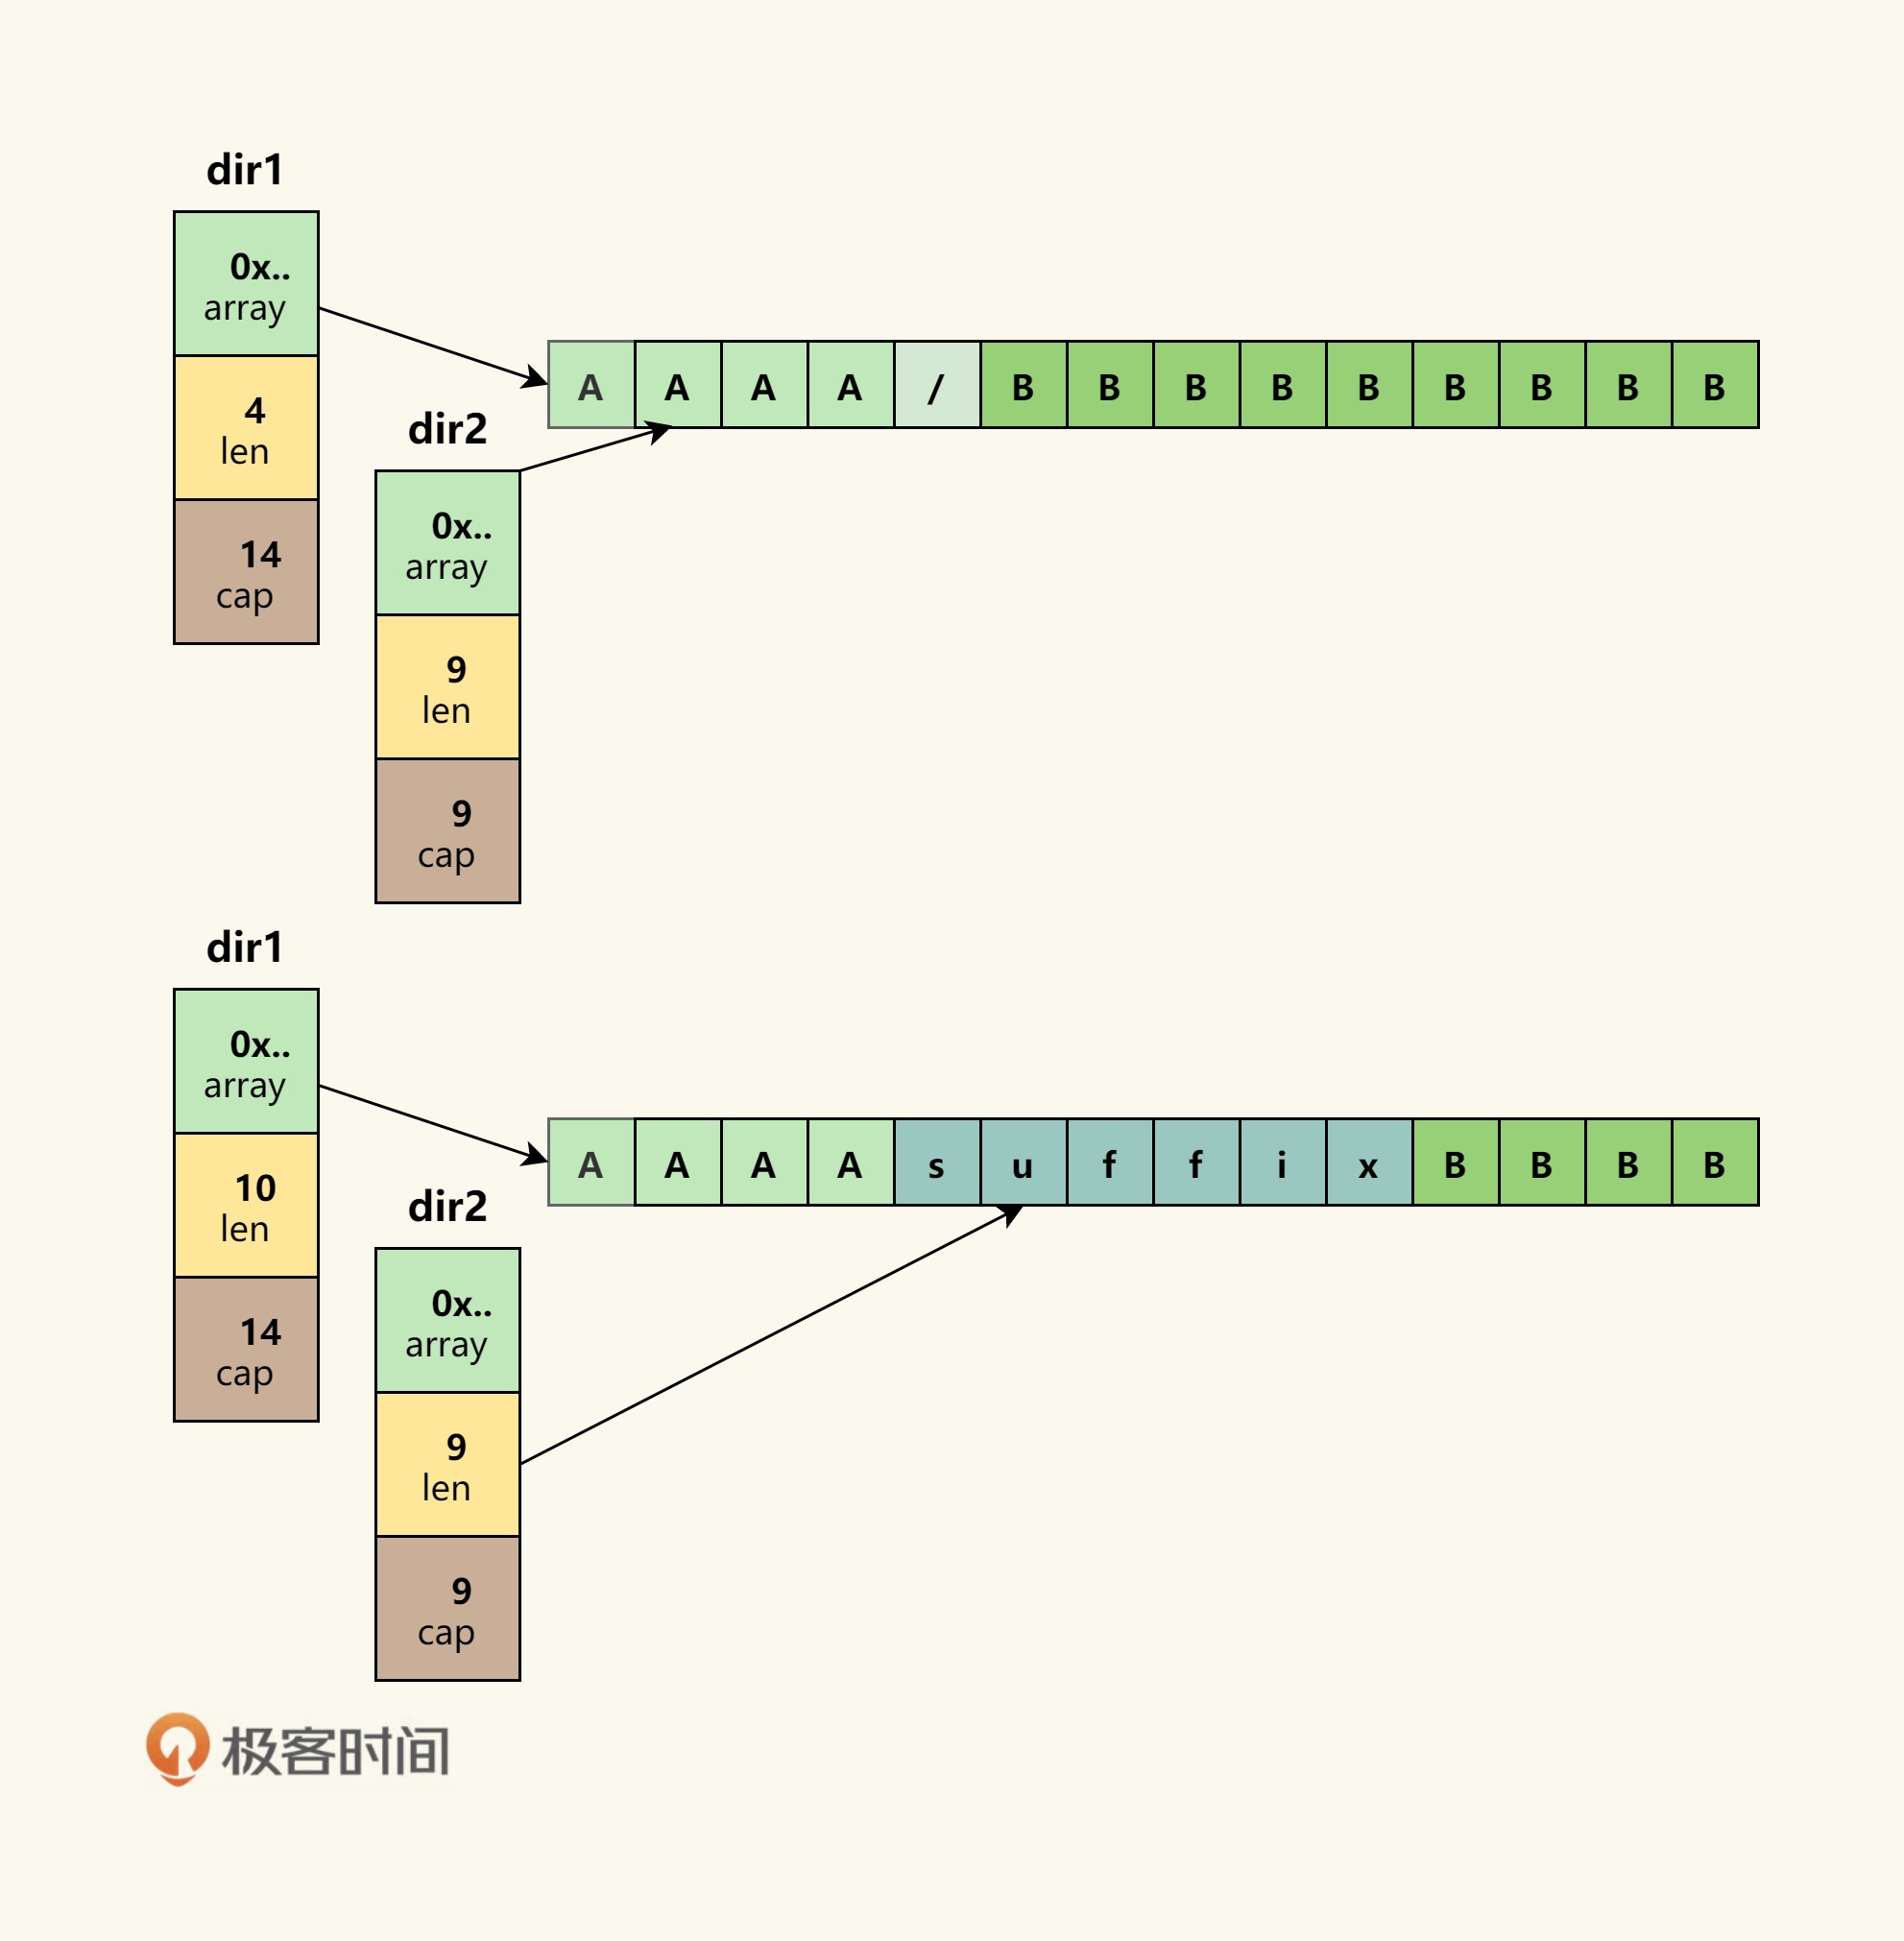 dir1
0x..
array
A A A A / B B B B B B B B B
4
len
dir2
14
cap
0x..
array
9
len
9
cap
dir1
0x..
array
A A A A s u f f i x B B B B
10
len
dir2
14
cap
0x..
array
9
len
9
cap
极客时间